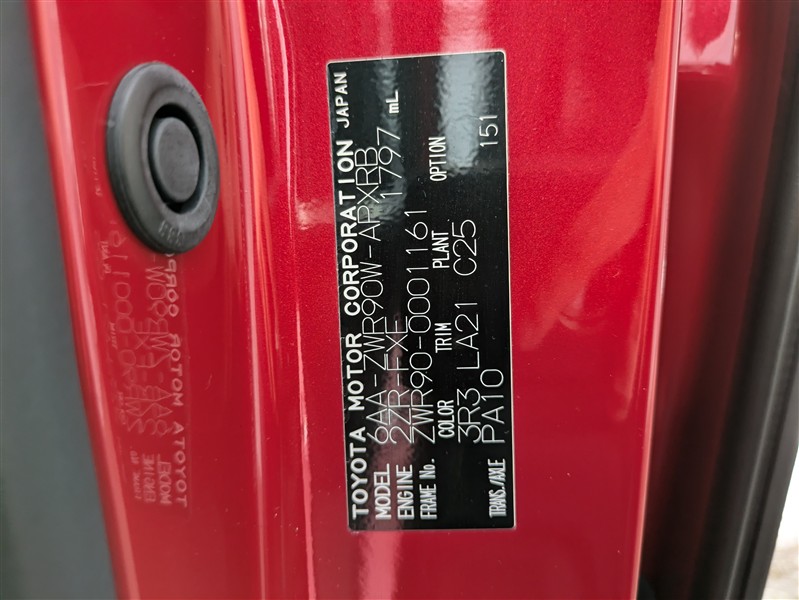 TOYOTA MOTOR CORPORATION JAPAN
MODEL 6AA-ZWR90W-APXRB
ENGINE 2ZR-FXE 1797 mL
FRAME No. ZWR90-0001161
COLOR TRIM PLANT OPTION
3R3 LA21 C25 151
TRANS./AXLE PA10